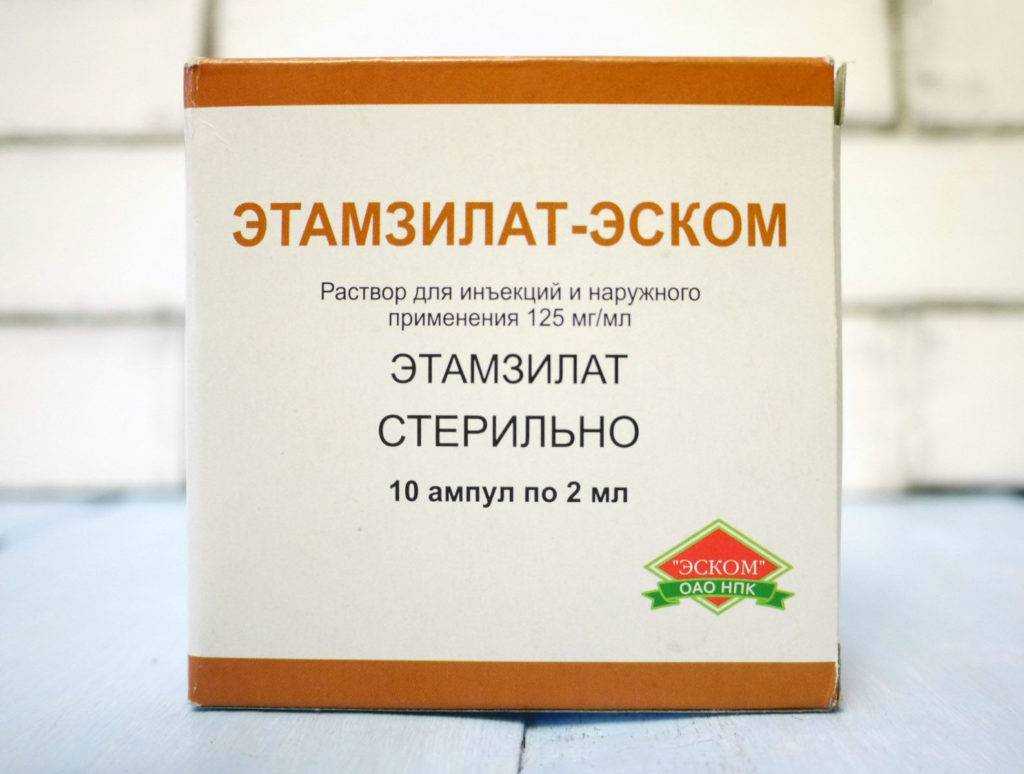 ЭТАМЗИЛАТ-ЭСКОМ
Раствор для инъекций и наружного
применения 125 мг/мл
ЭТАМЗИЛАТ
СТЕРИЛЬНО
10 ампул по 2 мл
"ЭСКОМ"
ОАО НПК